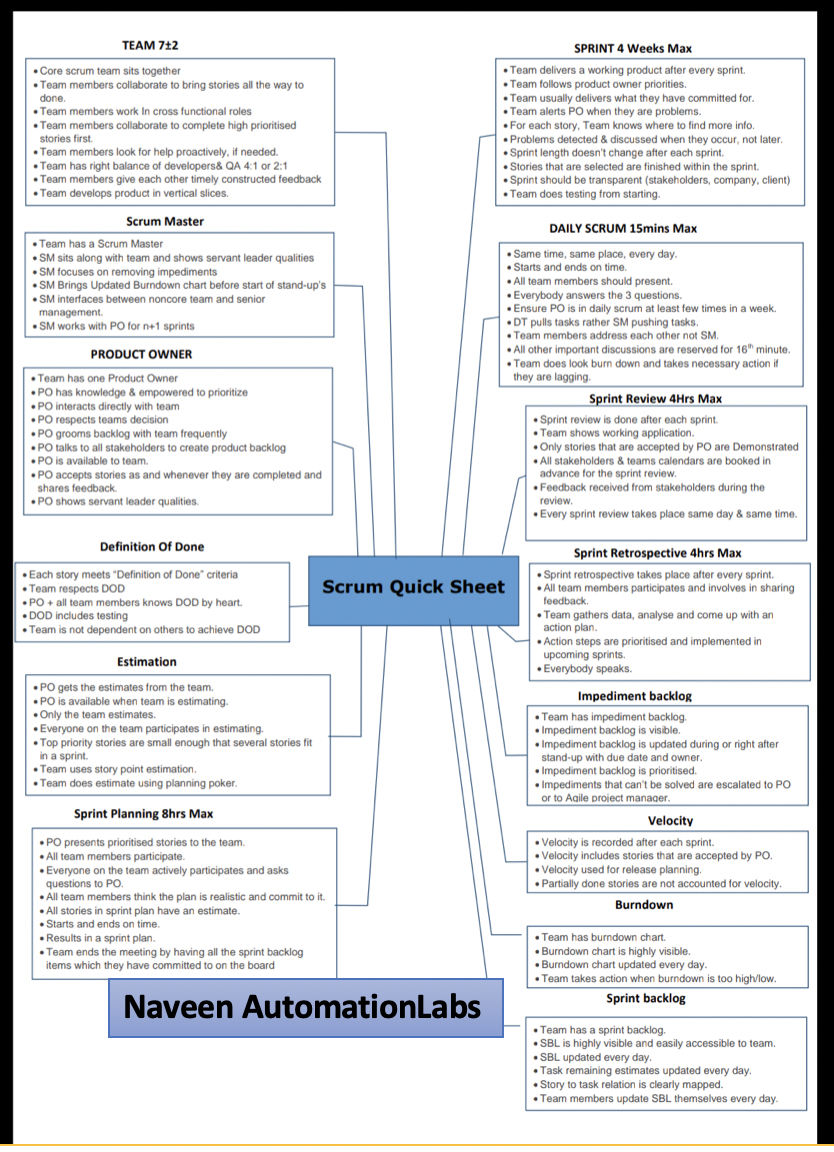 TEAM 7±2
• Core scrum team sits together
• Team members collaborate to bring stories all the way to
done.
• Team members work In cross functional roles
• Team members collaborate to complete high prioritised
stories first.
• Team members look for help proactively, if needed.
• Team has right balance of developers& QA 4:1 or 2:1
• Team members give each other timely constructed feedback
• Team develops product in vertical slices.
Scrum Master
• Team has a Scrum Master
• SM sits along with team and shows servant leader qualities
• SM focuses on removing impediments
• SM Brings Updated Burndown chart before start of stand-up's
• SM interfaces between noncore team and senior
management.
• SM works with PO for n+1 sprints
PRODUCT OWNER
• Team has one Product Owner
• PO has knowledge & empowered to prioritize
• PO interacts directly with team
• PO respects teams decision
• PO grooms backlog with team frequently
• PO talks to all stakeholders to create product backlog
• PO is available to team.
• PO accepts stories as and whenever they are completed and
shares feedback.
• PO shows servant leader qualities.
Definition Of Done
• Each story meets “Definition of Done” criteria
• Team respects DOD
• PO + all team members knows DOD by heart.
• DOD includes testing
• Team is not dependent on others to achieve DOD
Estimation
• PO gets the estimates from the team.
• PO is available when team is estimating.
• Only the team estimates.
• Everyone on the team participates in estimating.
• Top priority stories are small enough that several stories fit
in a sprint.
• Team uses story point estimation.
• Team does estimate using planning poker.
Sprint Planning 8hrs Max
• PO presents prioritised stories to the team.
• All team members participate.
• Everyone on the team actively participates and asks
questions to PO.
• All team members think the plan is realistic and commit to it.
• All stories in sprint plan have an estimate.
• Starts and ends on time.
• Results in a sprint plan.
• Team ends the meeting by having all the sprint backlog
items which they have committed to on the board
Scrum Quick Sheet
Naveen AutomationLabs
SPRINT 4 Weeks Max
• Team delivers a working product after every sprint.
• Team follows product owner priorities.
• Team usually delivers what they have committed for.
• Team alerts PO when they are problems.
• For each story, Team knows where to find more info.
• Problems detected & discussed when they occur, not later.
• Sprint length doesn't change after each sprint.
• Stories that are selected are finished within the sprint.
• Sprint should be transparent (stakeholders, company, client)
• Team does testing from starting.
DAILY SCRUM 15mins Max
• Same time, same place, every day.
• Starts and ends on time.
• All team members should present.
• Everybody answers the 3 questions.
• Ensure PO is in daily scrum at least few times in a week.
• DT pulls tasks rather SM pushing tasks.
• Team members address each other not SM.
• All other important discussions are reserved for 16th minute.
• Team does look burn down and takes necessary action if
they are lagging.
Sprint Review 4Hrs Max
• Sprint review is done after each sprint.
• Team shows working application.
• Only stories that are accepted by PO are Demonstrated
• All stakeholders & teams calendars are booked in
advance for the sprint review.
• Feedback received from stakeholders during the
review.
• Every sprint review takes place same day & same time.
Sprint Retrospective 4hrs Max
• Sprint retrospective takes place after every sprint.
• All team members participates and involves in sharing
feedback.
• Team gathers data, analyse and come up with an
action plan.
• Action steps are prioritised and implemented in
upcoming sprints.
• Everybody speaks.
Impediment backlog
• Team has impediment backlog.
• Impediment backlog is visible.
• Impediment backlog is updated during or right after
stand-up with due date and owner.
• Impediment backlog is prioritised.
• Impediments that can't be solved are escalated to PO
or to Agile project manager.
Velocity
• Velocity is recorded after each sprint.
• Velocity includes stories that are accepted by PO.
• Velocity used for release planning.
• Partially done stories are not accounted for velocity.
Burndown
• Team has burndown chart.
• Burndown chart is highly visible.
• Burndown chart updated every day.
• Team takes action when burndown is too high/low.
Sprint backlog
• Team has a sprint backlog.
• SBL is highly visible and easily accessible to team.
• SBL updated every day.
• Task remaining estimates updated every day.
• Story to task relation is clearly mapped.
• Team members update SBL themselves every day.